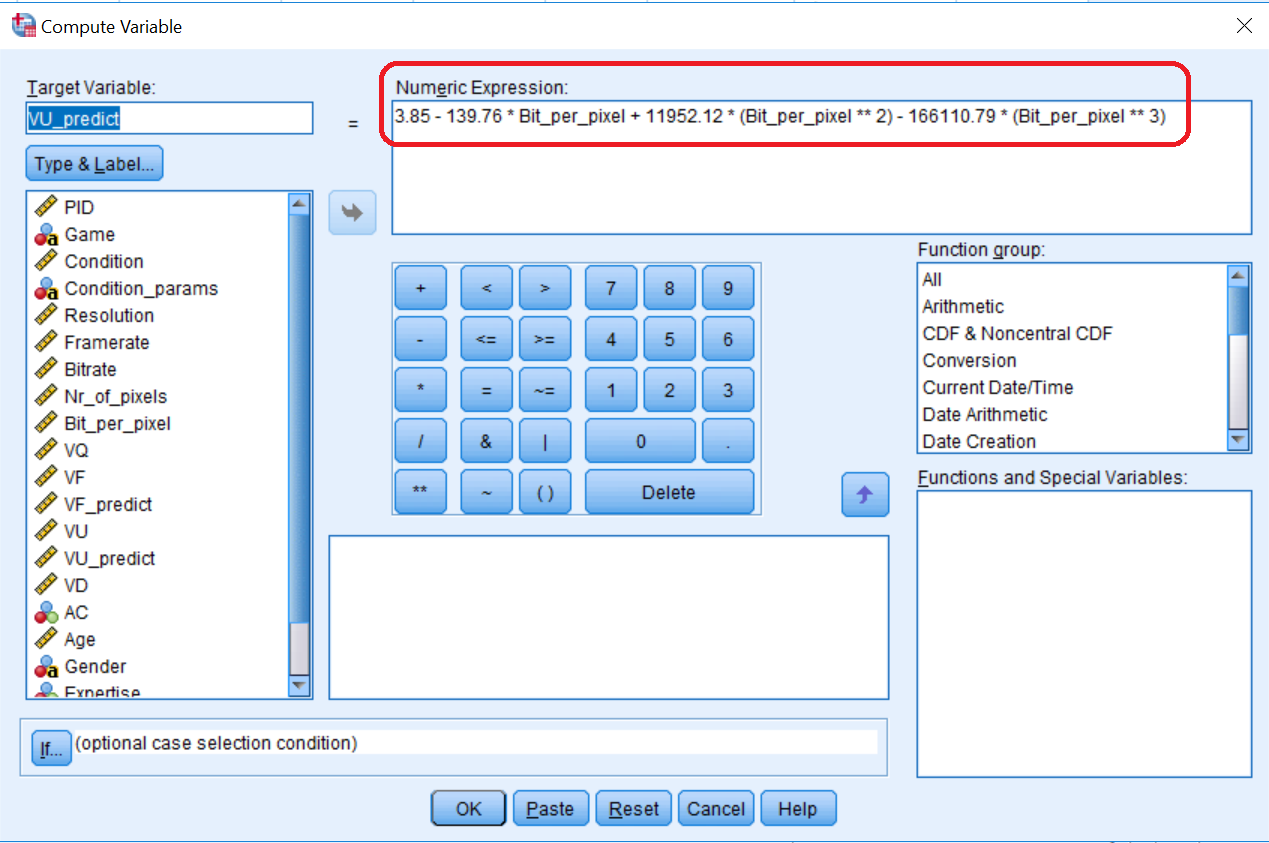 Compute Variable
Target Variable:
VU_predict
=
Numeric Expression:
3.85 - 139.76 * Bit_per_pixel + 11952.12 * (Bit_per_pixel ** 2) - 166110.79 * (Bit_per_pixel ** 3)
Type & Label...
PID
Game
Condition
Condition_params
Resolution
Framerate
Bitrate
Nr_of_pixels
Bit_per_pixel
VQ
VF
VF_predict
VU
VU_predict
VD
AC
Age
Gender
Expertise
+ < > 7 8 9
- <= >= 4 5 6
* = ~= 1 2 3
/ & | 0 .
** ~ ( ) Delete
Function group:
All
Arithmetic
CDF & Noncentral CDF
Conversion
Current Date/Time
Date Arithmetic
Date Creation
Functions and Special Variables:
If... (optional case selection condition)
OK Paste Reset Cancel Help